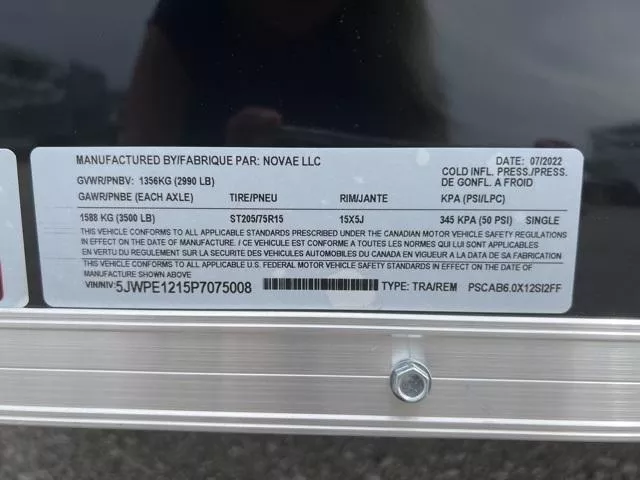 MANUFACTURED BY/FABRIQUE PAR: NOVAE LLC DATE: 07/2022
GVWR/PNBV: 1356KG (2990 LB) COLD INFL. PRESS./PRESS.
DE GONFL. A FROID
GAWR/PNBE (EACH AXLE) TIRE/PNEU RIM/JANTE KPA (PSI/LPC)
1588 KG (3500 LB) ST205/75R15 15X5J 345 KPA (50 PSI) SINGLE
THIS VEHICLE CONFORMS TO ALL APPLICABLE STANDARDS PRESCRIBED UNDER THE CANADIAN MOTOR VEHICLE SAFETY REGULATIONS
IN EFFECT ON THE DATE OF MANUFACTURE. / CE VEHICULE EST CONFORME A TOUTES LES NORMES QUI LUI SONT APPLICABLES
EN VERTU DU REGLEMENT SUR LA SECURITE DES VEHICULES AUTOMOBILES DU CANADA EN VIGUEUR A LA DATE DE SA FABRICATION
THIS VEHICLE CONFORMS TO ALL APPLICABLE U.S. FEDERAL MOTOR VEHICLE SAFETY STANDARDS IN EFFECT ON THE DATE OF
MANUFACTURE SHOWN ABOVE.
VIN/NIV: 5JWPE1215P7075008 TYPE: TRA/REM PSCAB6.0X12SI2FF